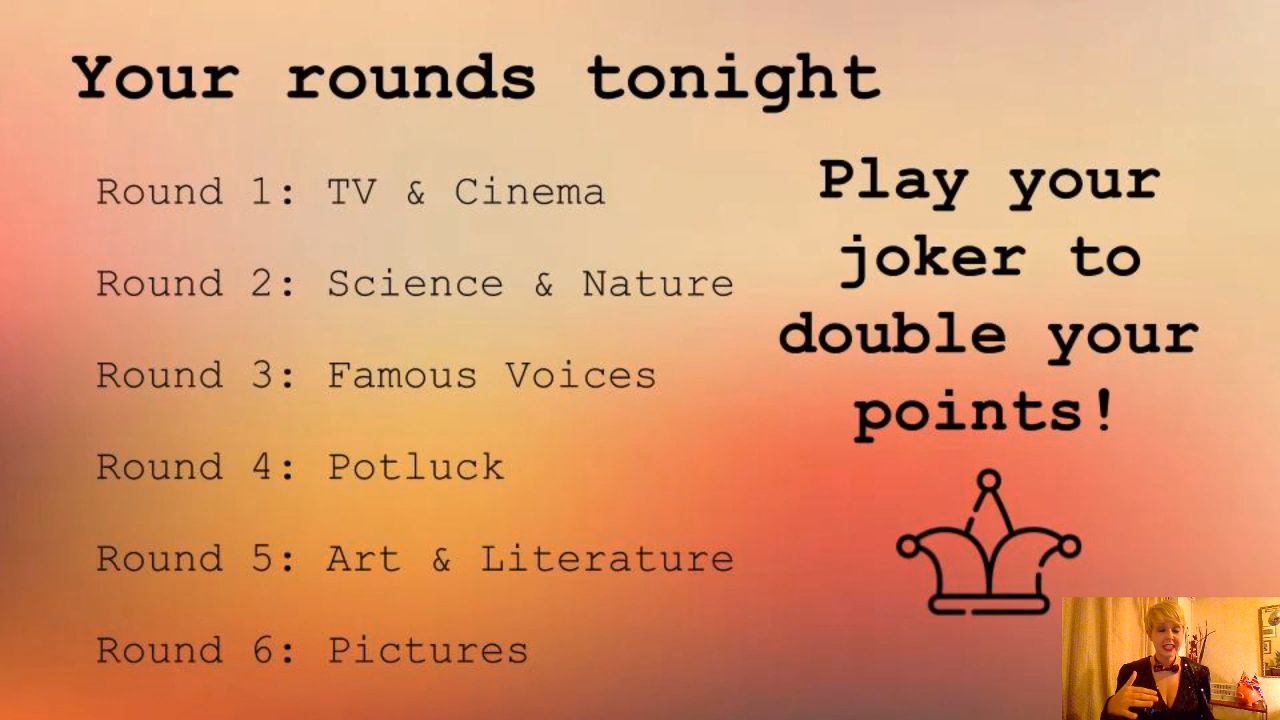 Your rounds tonight
Round 1: TV & Cinema
Round 2: Science & Nature
Round 3: Famous Voices
Round 4: Potluck
Round 5: Art & Literature
Round 6: Pictures
Play your
joker to
double your
points!